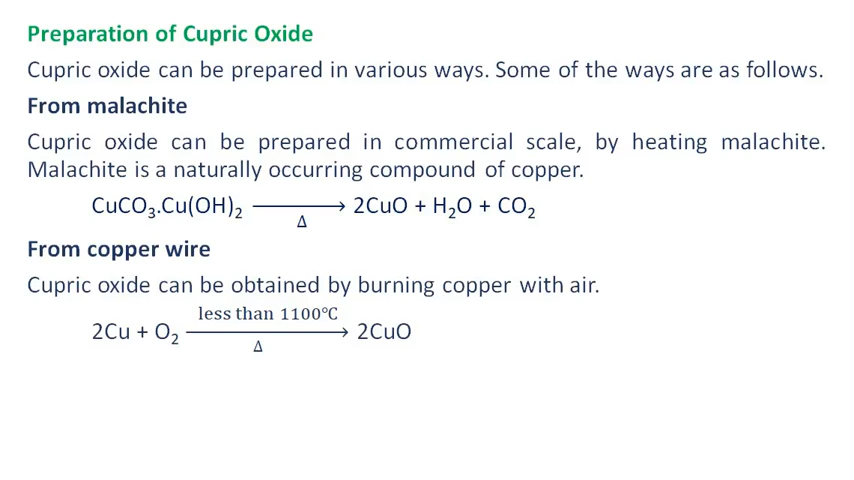 Preparation of Cupric Oxide
Cupric oxide can be prepared in various ways. Some of the ways are as follows.
From malachite
Cupric oxide can be prepared in commercial scale, by heating malachite.
Malachite is a naturally occurring compound of copper.
CuCO₃.Cu(OH)₂ ⟶ 2CuO + H₂O + CO₂
Δ
From copper wire
Cupric oxide can be obtained by burning copper with air.
less than 1100°C
2Cu + O₂ ⟶ 2CuO
Δ